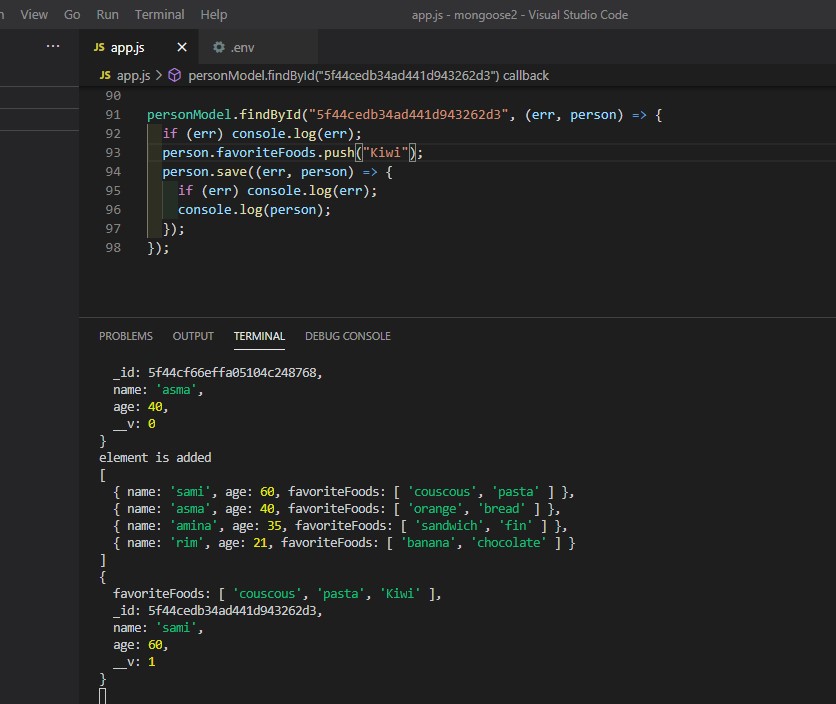 View Go Run Terminal Help app.js - mongoose2 - Visual Studio Code
··· JS app.js × .env
JS app.js > personModel.findById("5f44cedb34ad441d943262d3") callback
90
91 personModel.findById("5f44cedb34ad441d943262d3", (err, person) => {
92 if (err) console.log(err);
93 person.favoriteFoods.push("Kiwi");
94 person.save((err, person) => {
95 if (err) console.log(err);
96 console.log(person);
97 });
98 });
PROBLEMS OUTPUT TERMINAL DEBUG CONSOLE
_id: 5f44cf66effa05104c248768,
name: 'asma',
age: 40,
__v: 0
}
element is added
[
{ name: 'sami', age: 60, favoriteFoods: [ 'couscous', 'pasta' ] },
{ name: 'asma', age: 40, favoriteFoods: [ 'orange', 'bread' ] },
{ name: 'amina', age: 35, favoriteFoods: [ 'sandwich', 'fin' ] },
{ name: 'rim', age: 21, favoriteFoods: [ 'banana', 'chocolate' ] }
]
{
favoriteFoods: [ 'couscous', 'pasta', 'Kiwi' ],
_id: 5f44cedb34ad441d943262d3,
name: 'sami',
age: 60,
__v: 1
}